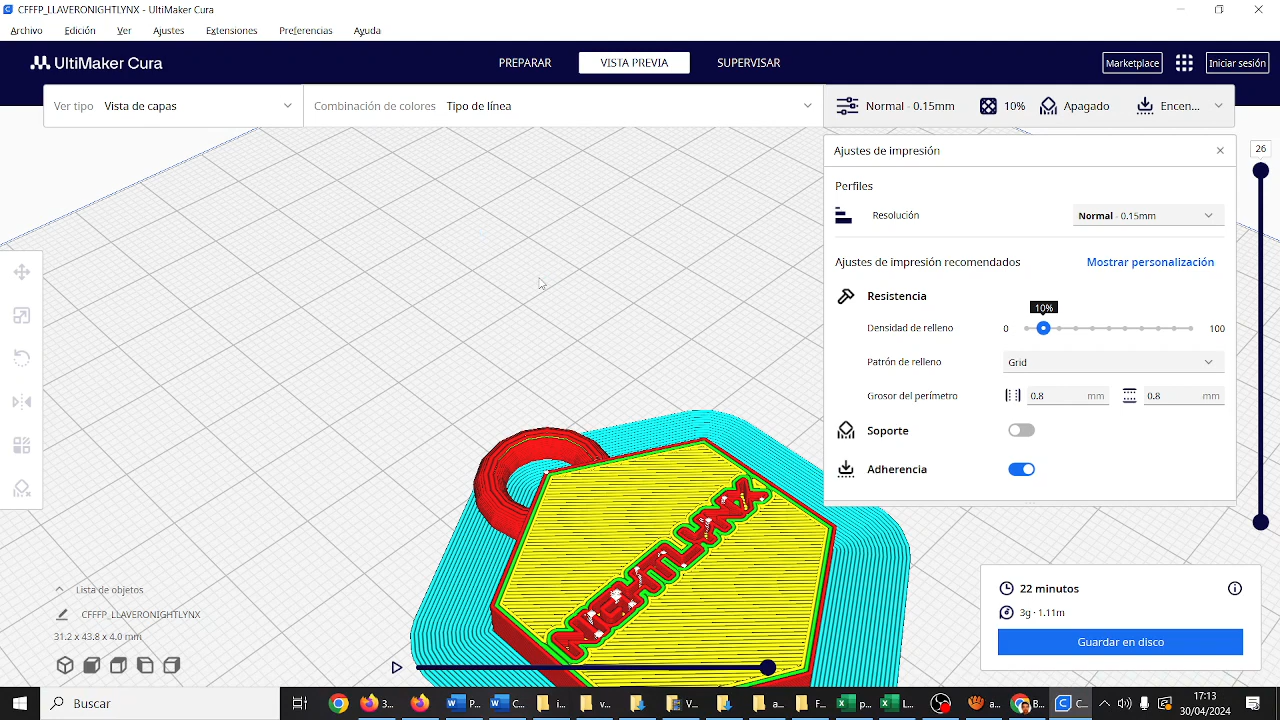 CFFFP_LLAVERONIGHTLYNX - UltiMaker Cura
Archivo Edición Ver Ajustes Extensiones Preferencias Ayuda
UltiMaker Cura PREPARAR VISTA PREVIA SUPERVISAR Marketplace Iniciar sesión
Ver tipo Vista de capas Combinación de colores Tipo de línea Normal - 0.15mm 10% Apagado Encen...
Ajustes de impresión
26
Perfiles
Resolución Normal - 0.15mm
Ajustes de impresión recomendados Mostrar personalización
Resistencia
10%
Densidad de relleno 0 100
Patrón de relleno Grid
Grosor del perímetro 0.8 mm 0.8 mm
Soporte
Adherencia
NIGHTLYNX
Lista de objetos
CFFFP_LLAVERONIGHTLYNX
31.2 x 43.8 x 4.0 mm
22 minutos
3g · 1.11m
Guardar en disco
Buscar
3... P... C... i... v... V... a... F... p... L... a... B... C...
17:13
30/04/2024